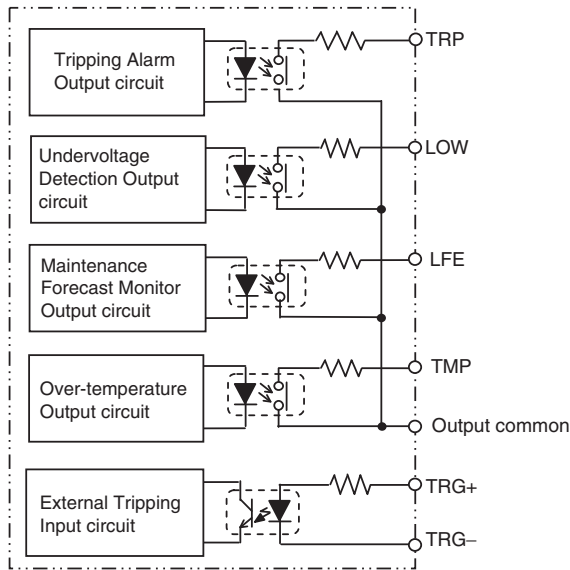 Tripping Alarm
Output circuit
TRP
Undervoltage
Detection Output
circuit
LOW
Maintenance
Forecast Monitor
Output circuit
LFE
Over-temperature
Output circuit
TMP
Output common
External Tripping
Input circuit
TRG+
TRG−